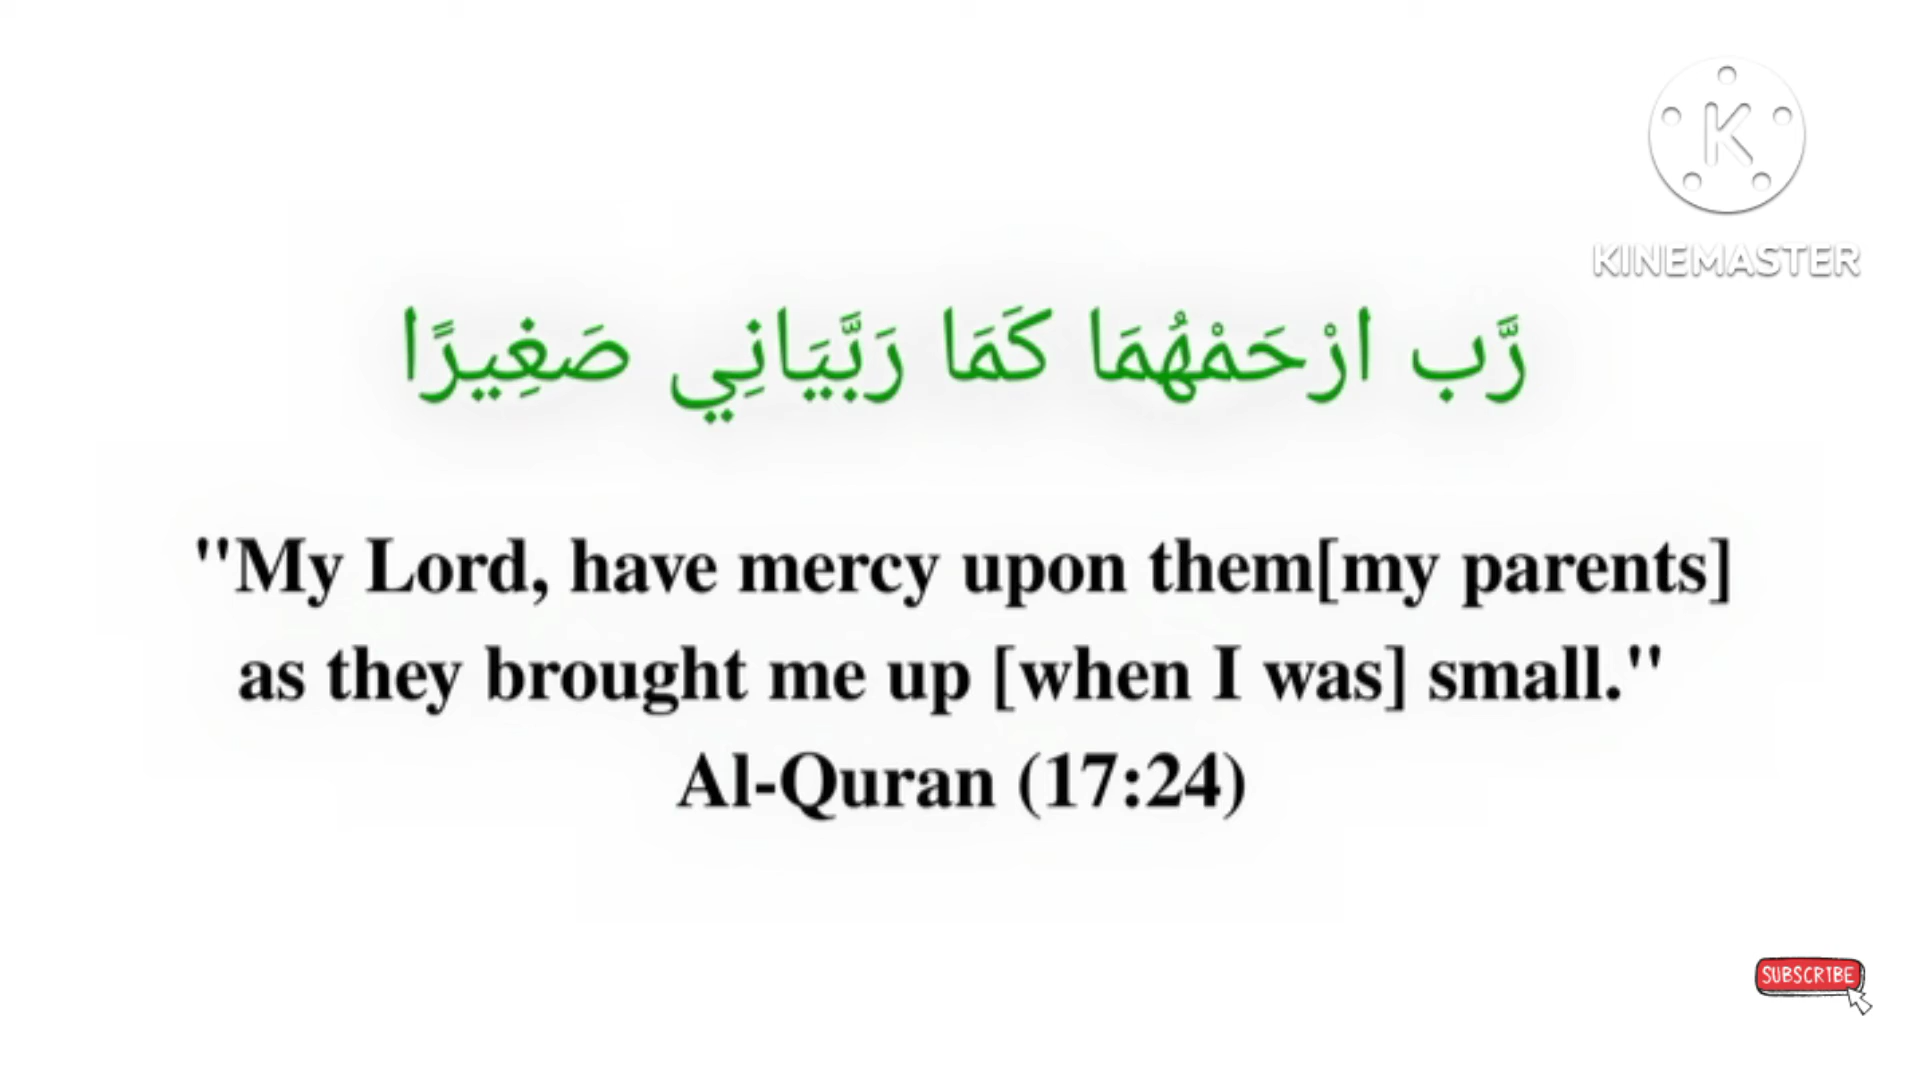 KINEMASTER
رَّب ارْحَمْهُمَا كَمَا رَبَّيَانِي صَغِيرًا
"My Lord, have mercy upon them[my parents]
as they brought me up [when I was] small."
Al-Quran (17:24)
SUBSCRIBE